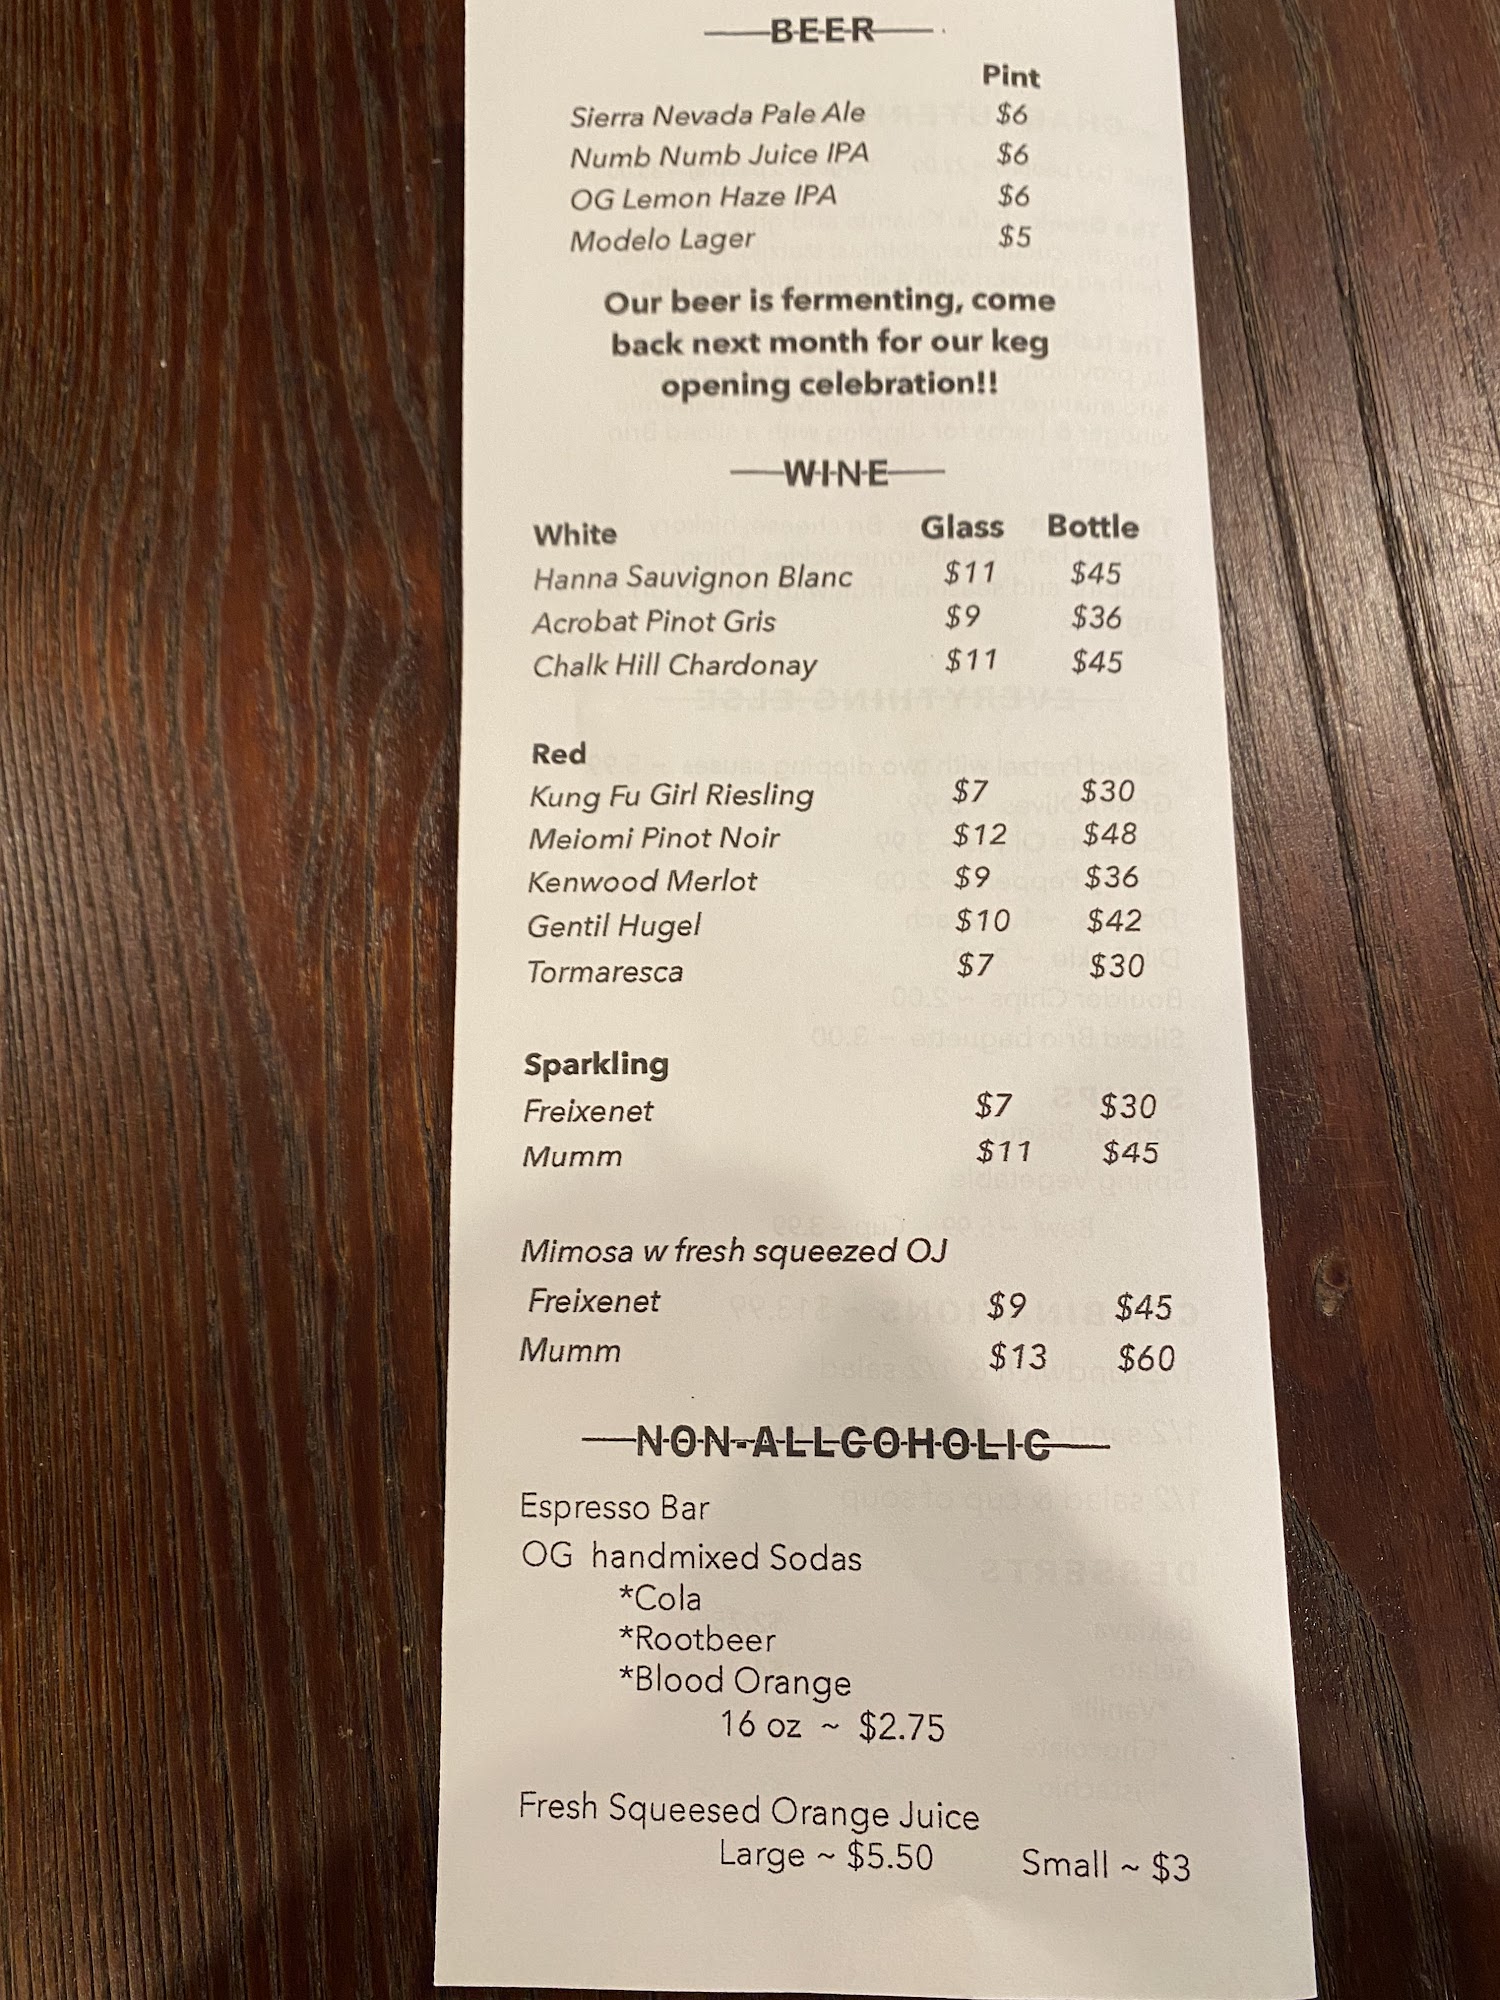 BEER
Pint
Sierra Nevada Pale Ale $6
Numb Numb Juice IPA $6
OG Lemon Haze IPA $6
Modelo Lager $5
Our beer is fermenting, come
back next month for our keg
opening celebration!!
WINE
White Glass Bottle
Hanna Sauvignon Blanc $11 $45
Acrobat Pinot Gris $9 $36
Chalk Hill Chardonay $11 $45
Red
Kung Fu Girl Riesling $7 $30
Meiomi Pinot Noir $12 $48
Kenwood Merlot $9 $36
Gentil Hugel $10 $42
Tormaresca $7 $30
Sparkling
Freixenet $7 $30
Mumm $11 $45
Mimosa w fresh squeezed OJ
Freixenet $9 $45
Mumm $13 $60
NON-ALLCOHOLIC
Espresso Bar
OG handmixed Sodas
*Cola
*Rootbeer
*Blood Orange
16 oz ~ $2.75
Fresh Squeesed Orange Juice
Large ~ $5.50 Small ~ $3